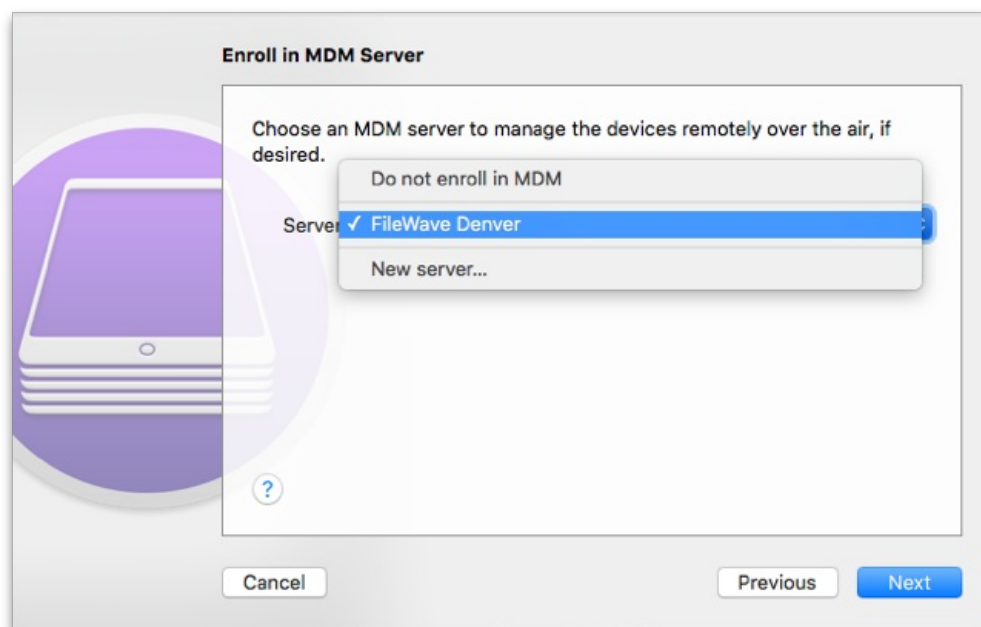 Enroll in MDM Server
Choose an MDM server to manage the devices remotely over the air, if
desired.
Do not enroll in MDM
Server ✓ FileWave Denver
New server...
?
Cancel
Previous
Next